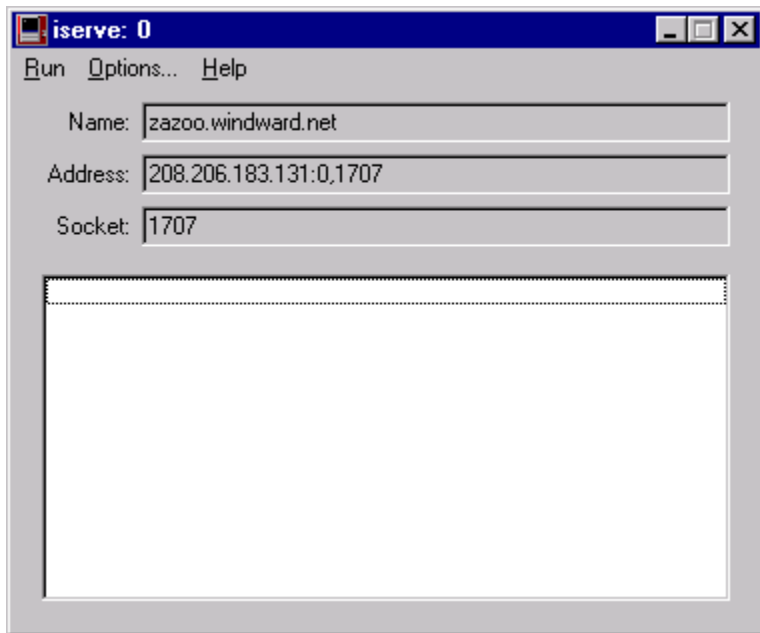 iserve: 0
Run Options... Help
Name: zazoo.windward.net
Address: 208.206.183.131:0,1707
Socket: 1707